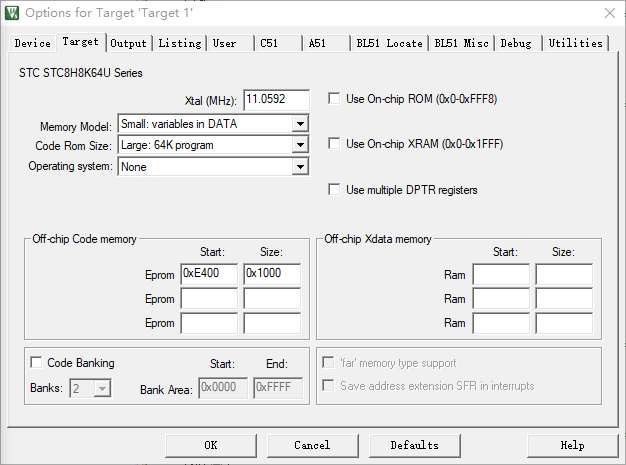 Options for Target 'Target 1'
Device Target Output Listing User C51 A51 BL51 Locate BL51 Misc Debug Utilities
STC STC8H8K64U Series
Xtal (MHz): 11.0592
Use On-chip ROM (0x0-0xFFF8)
Memory Model: Small: variables in DATA
Code Rom Size: Large: 64K program
Use On-chip XRAM (0x0-0x1FFF)
Operating system: None
Use multiple DPTR registers
Off-chip Code memory
Start: Size:
Eprom 0xE400 0x1000
Eprom
Eprom
Off-chip Xdata memory
Start: Size:
Ram
Ram
Ram
Code Banking Start: End:
Banks: 2 Bank Area: 0x0000 0xFFFF
'far' memory type support
Save address extension SFR in interrupts
OK Cancel Defaults Help